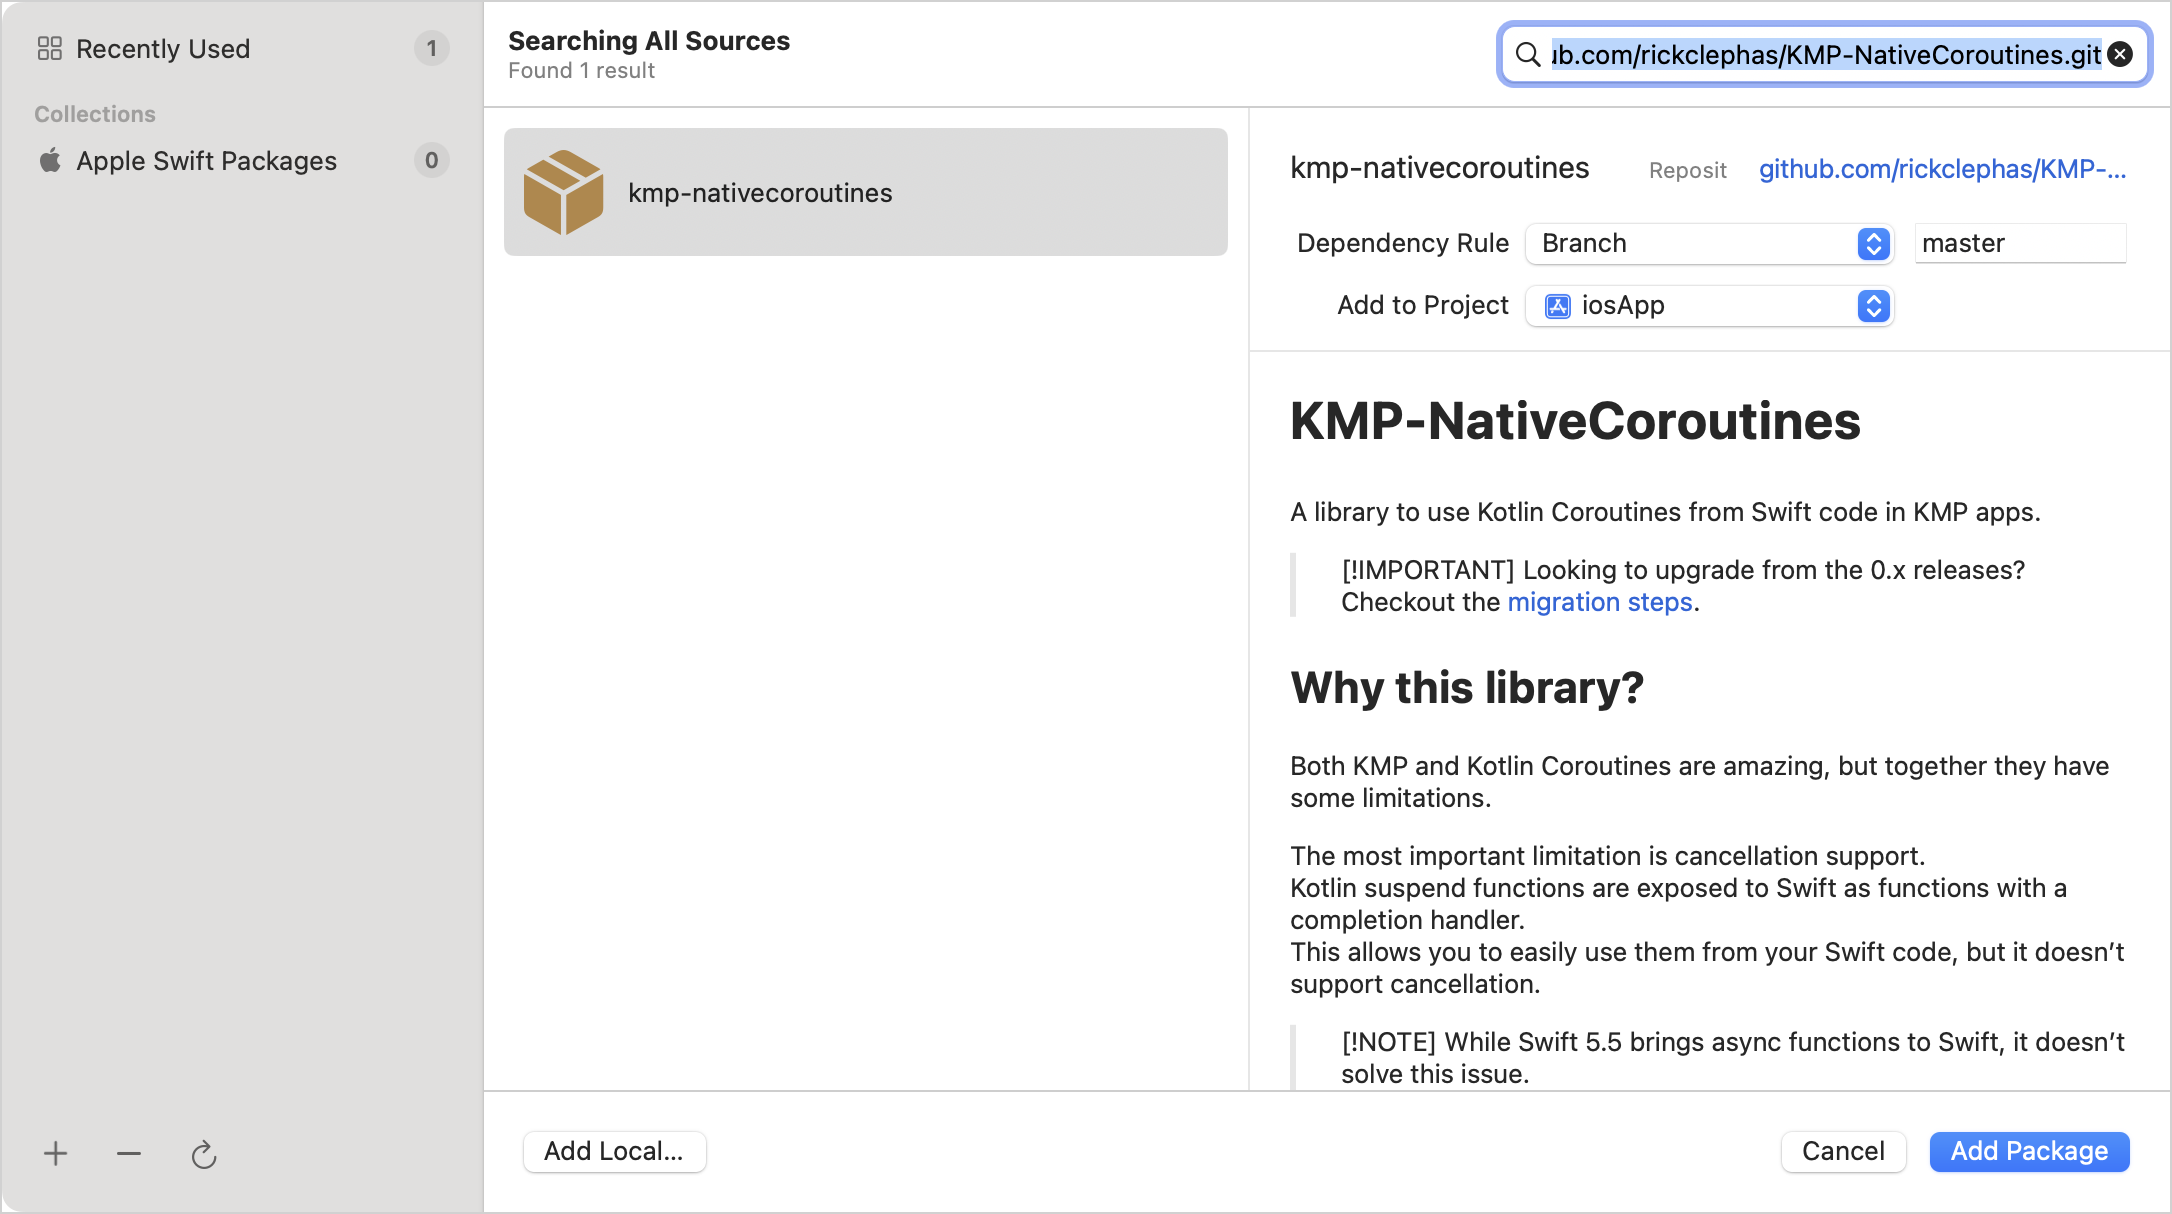 Recently Used 1
Collections
Apple Swift Packages 0
Searching All Sources
Found 1 result
ub.com/rickclephas/KMP-NativeCoroutines.git
kmp-nativecoroutines
kmp-nativecoroutines Reposit github.com/rickclephas/KMP-...
Dependency Rule Branch master
Add to Project iosApp
KMP-NativeCoroutines
A library to use Kotlin Coroutines from Swift code in KMP apps.
[!IMPORTANT] Looking to upgrade from the 0.x releases?
Checkout the migration steps.
Why this library?
Both KMP and Kotlin Coroutines are amazing, but together they have
some limitations.
The most important limitation is cancellation support.
Kotlin suspend functions are exposed to Swift as functions with a
completion handler.
This allows you to easily use them from your Swift code, but it doesn’t
support cancellation.
[!NOTE] While Swift 5.5 brings async functions to Swift, it doesn’t
solve this issue.
Add Local...
Cancel
Add Package